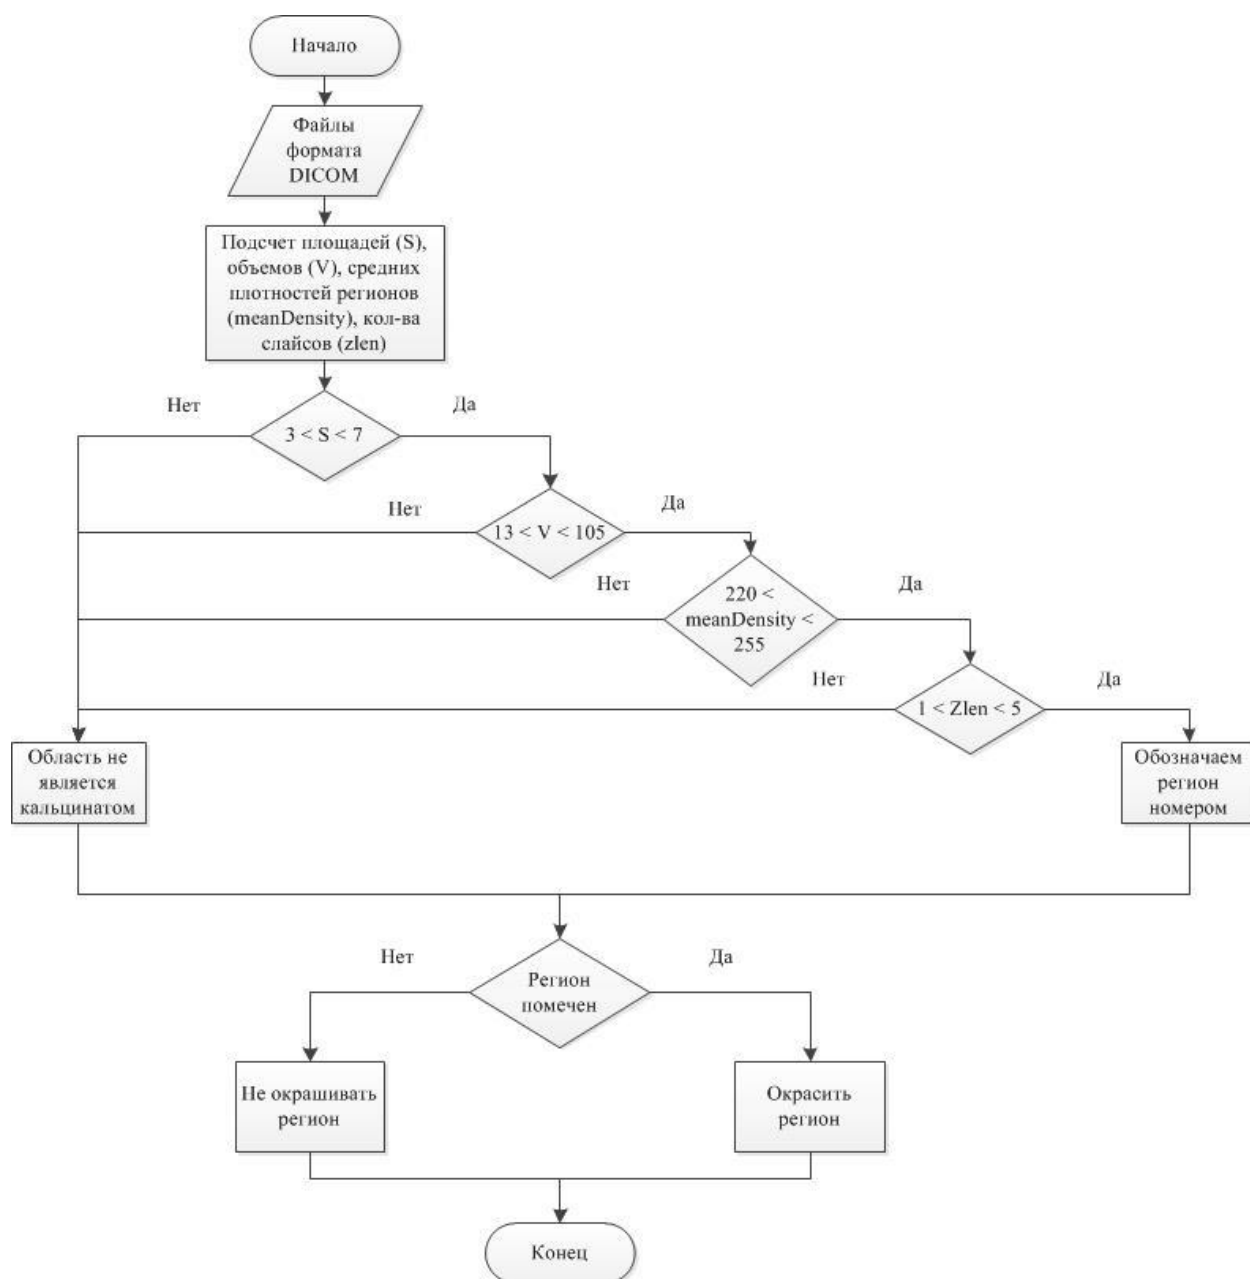 Начало
Файлы
формата
DICOM
Подсчет площадей (S),
объемов (V), средних
плотностей регионов
(meanDensity), кол-ва
слайсов (zlen)
Нет
Да
3 < S < 7
Нет
Да
13 < V < 105
Нет
Да
220 <
meanDensity <
255
Нет
Да
1 < Zlen < 5
Область не
является
кальцинатом
Обозначаем
регион
номером
Нет
Да
Регион
помечен
Не окрашивать
регион
Окрасить
регион
Конец